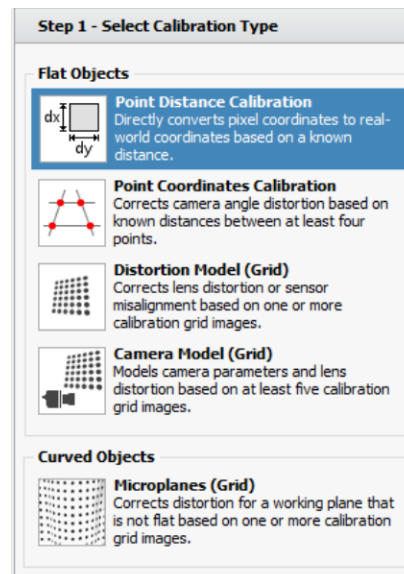 Step 1 - Select Calibration Type
Flat Objects
dx
dy
Point Distance Calibration
Directly converts pixel coordinates to real-
world coordinates based on a known
distance.
Point Coordinates Calibration
Corrects camera angle distortion based on
known distances between at least four
points.
Distortion Model (Grid)
Corrects lens distortion or sensor
misalignment based on one or more
calibration grid images.
Camera Model (Grid)
Models camera parameters and lens
distortion based on at least five calibration
grid images.
Curved Objects
Microplanes (Grid)
Corrects distortion for a working plane that
is not flat based on one or more calibration
grid images.